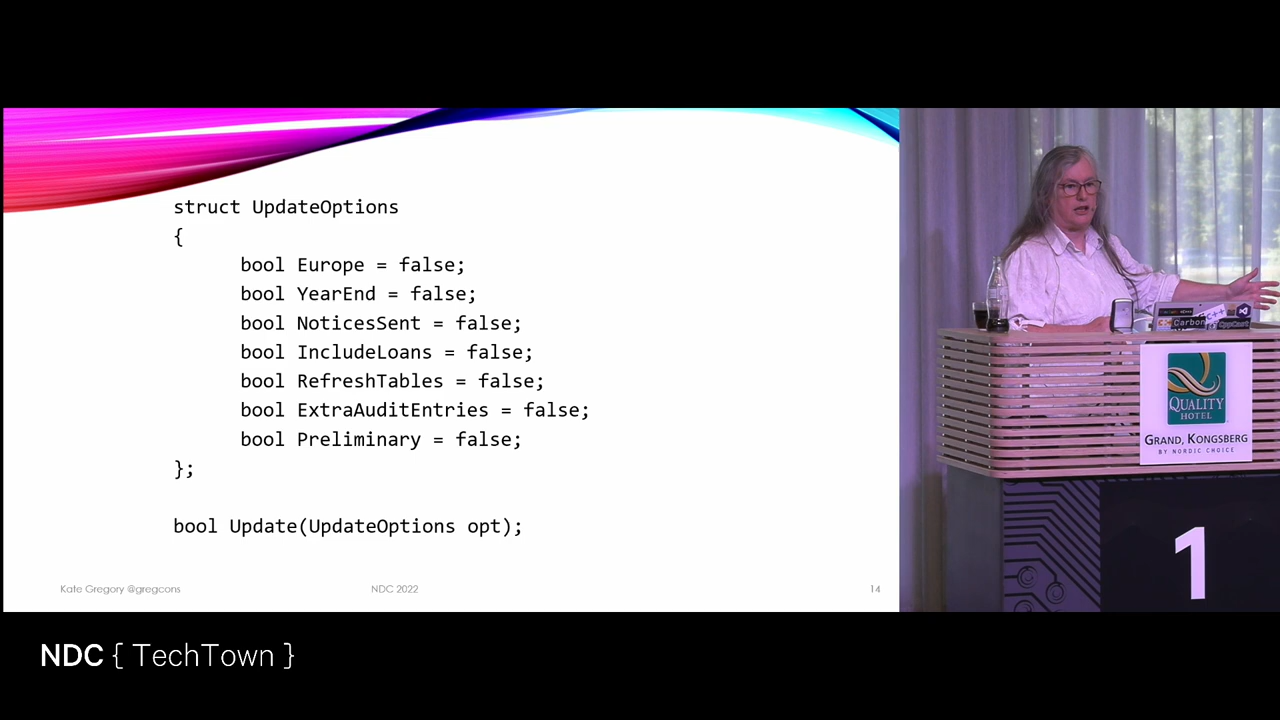 struct UpdateOptions
{
bool Europe = false;
bool YearEnd = false;
bool NoticesSent = false;
bool IncludeLoans = false;
bool RefreshTables = false;
bool ExtraAuditEntries = false;
bool Preliminary = false;
};
bool Update(UpdateOptions opt);
Kate Gregory @gregcons
NDC 2022
14
Carbon
C++
CppCast
QUALITY
HOTEL
GRAND, KONGSBERG
BY NORDIC CHOICE
1
NDC { TechTown }